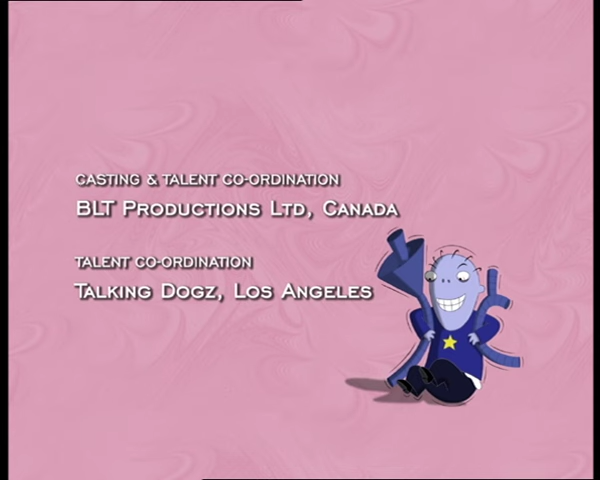 CASTING & TALENT CO-ORDINATION
BLT PRODUCTIONS LTD, CANADA
TALENT CO-ORDINATION
TALKING DOGZ, LOS ANGELES